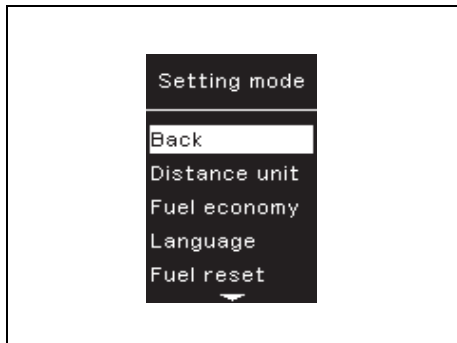 Setting mode
Back
Distance unit
Fuel economy
Language
Fuel reset